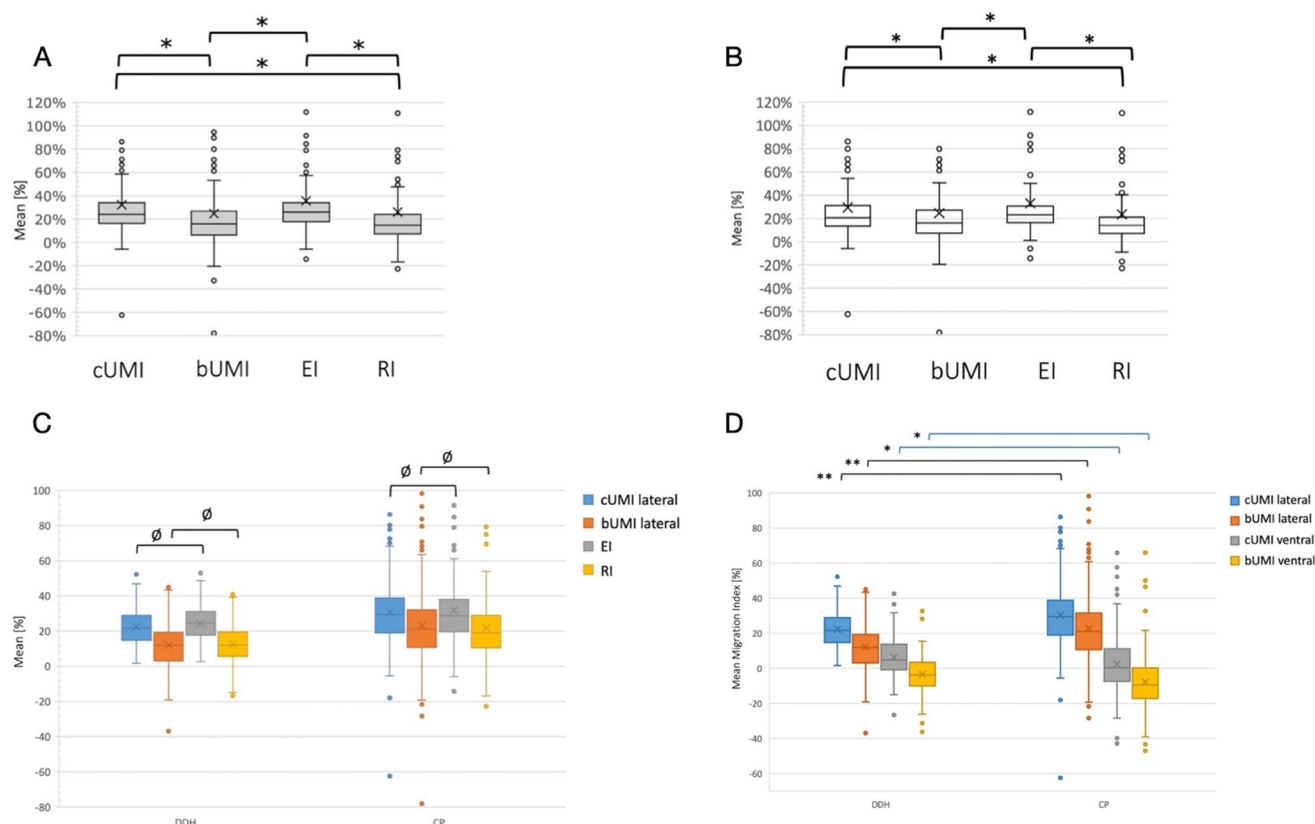 A
*
*
*
*
Mean [%]
120%
100%
80%
60%
40%
20%
0%
-20%
-40%
-60%
-80%
cUMI bUMI EI RI
B
*
*
*
*
Mean [%]
120%
100%
80%
60%
40%
20%
0%
-20%
-40%
-60%
-80%
cUMI bUMI EI RI
C
Ø
Ø
Ø
Ø
Mean [%]
100
80
60
40
20
0
-20
-40
-60
-80
DDH CP
cUMI lateral
bUMI lateral
EI
RI
D
*
*
**
**
Mean Migration Index [%]
100
80
60
40
20
0
-20
-40
-60
DDH CP
cUMI lateral
bUMI lateral
cUMI ventral
bUMI ventral